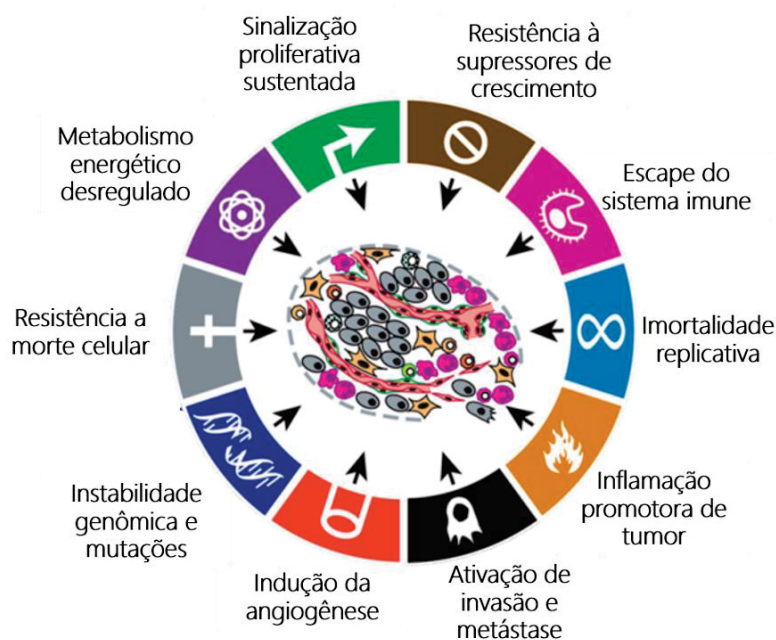 Sinalização
proliferativa
sustentada
Resistência à
supressores de
crescimento
Escape do
sistema imune
Imortalidade
replicativa
Inflamação
promotora de
tumor
Ativação de
invasão e
metástase
Indução da
angiogênese
Instabilidade
genômica e
mutações
Resistência a
morte celular
Metabolismo
energético
desregulado